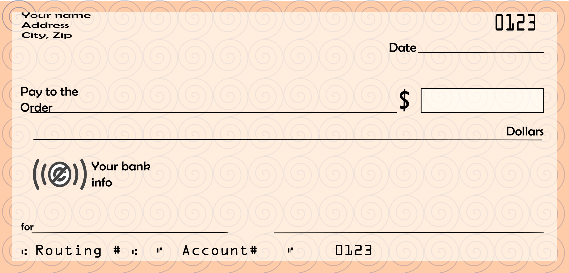 Your name
Address
City, Zip
0123
Date
Pay to the
Order
$
Dollars
Your bank
info
for
⑆ Routing # ⑆ ⑈ Account# ⑈ 0123